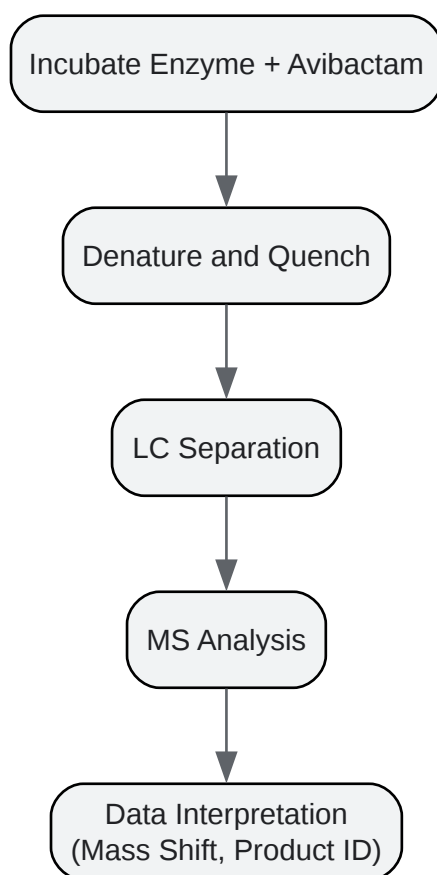 Incubate Enzyme + Avibactam
Denature and Quench
LC Separation
MS Analysis
Data Interpretation
(Mass Shift, Product ID)